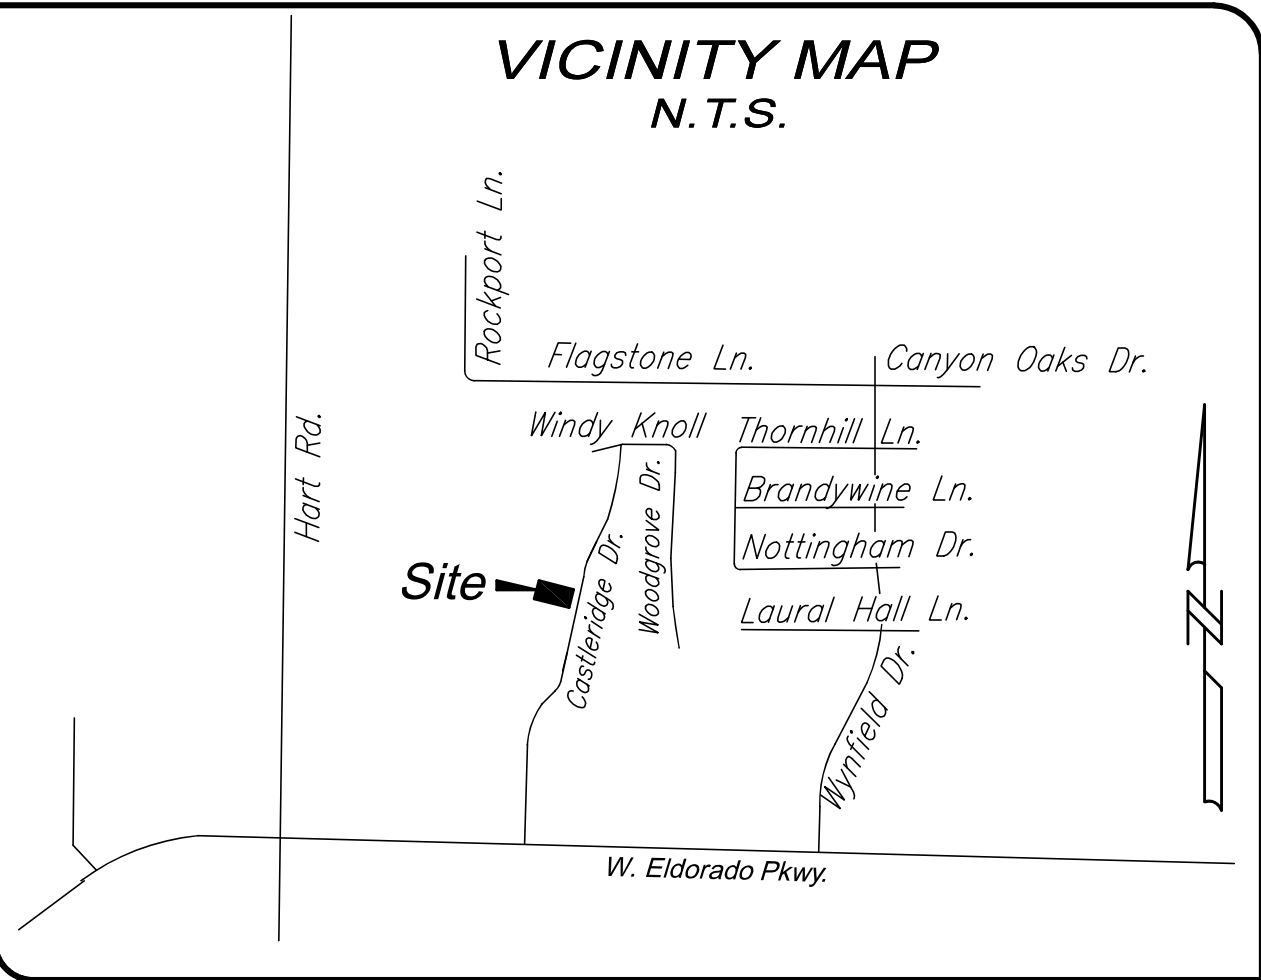 VICINITY MAP
N.T.S.
Rockport Ln.
Flagstone Ln.
Canyon Oaks Dr.
Hart Rd.
Windy Knoll
Thornhill Ln.
Woodgrove Dr.
Brandywine Ln.
Nottingham Dr.
Site
Castleridge Dr.
Laural Hall Ln.
Wynfield Dr.
W. Eldorado Pkwy.
N